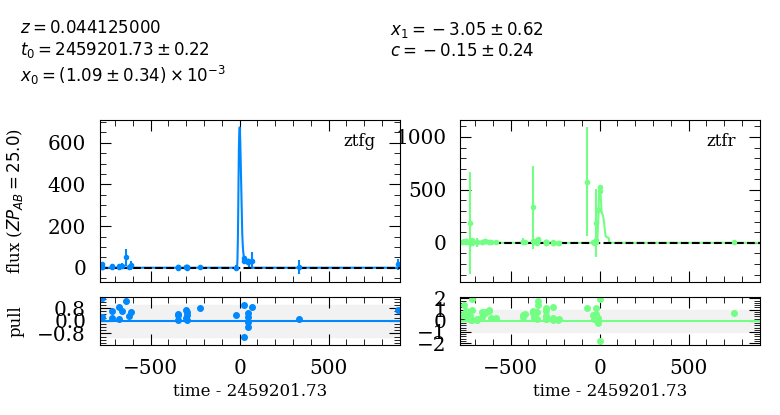 z = 0.044125000
t₀ = 2459201.73 ± 0.22
x₀ = (1.09 ± 0.34) × 10⁻³
x₁ = −3.05 ± 0.62
c = −0.15 ± 0.24
flux (ZP_AB = 25.0)
600
400
200
0
ztfg
1000
500
0
ztfr
pull
0.8
0.0
−0.8
2
1
0
−1
−2
−500 0 500
time - 2459201.73
−500 0 500
time - 2459201.73